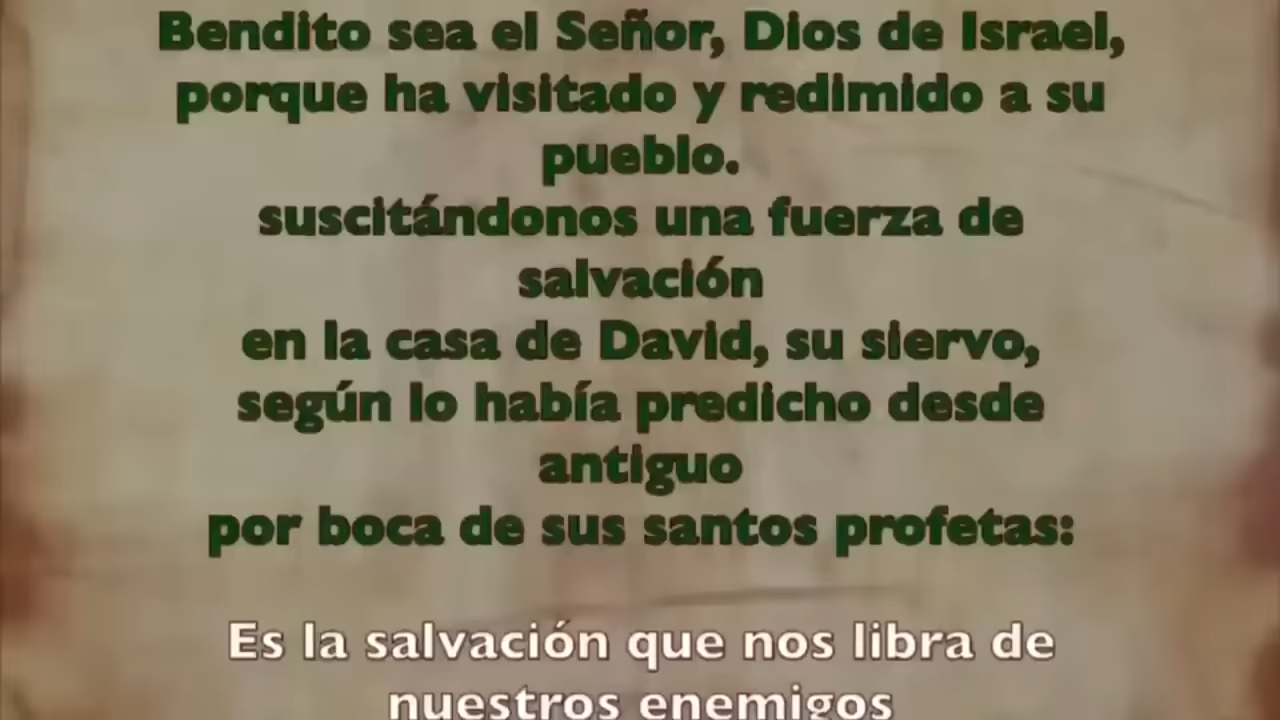 Bendito sea el Señor, Dios de Israel,
porque ha visitado y redimido a su
pueblo.
suscitándonos una fuerza de
salvación
en la casa de David, su siervo,
según lo había predicho desde
antiguo
por boca de sus santos profetas:
Es la salvación que nos libra de
nuestros enemigos